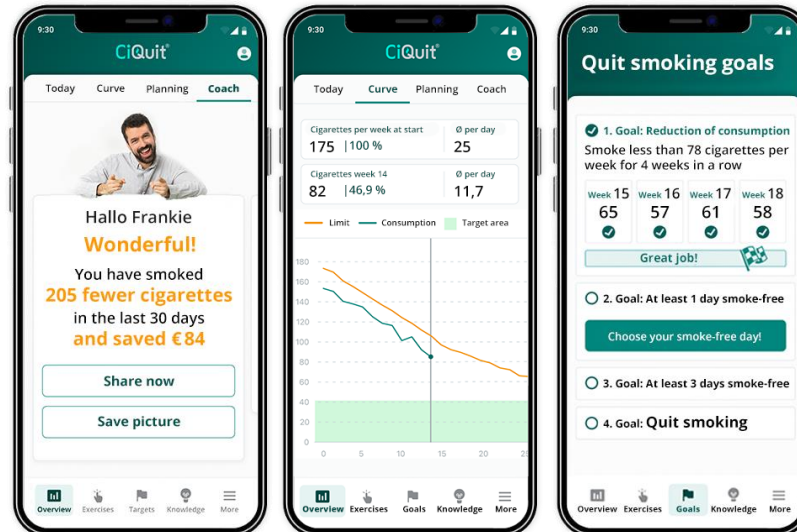 9:30
CiQuit®
Today Curve Planning Coach
Hallo Frankie
Wonderful!
You have smoked
205 fewer cigarettes
in the last 30 days
and saved €84
Share now
Save picture
Overview Exercises Targets Knowledge More
9:30
CiQuit®
Today Curve Planning Coach
Cigarettes per week at start Ø per day
175 |100 % 25
Cigarettes week 14 Ø per day
82 |46,9 % 11,7
Limit Consumption Target area
180
160
140
120
100
80
60
40
20
0
0 5 10 15 20 25
Overview Exercises Goals Knowledge More
9:30
Quit smoking goals
1. Goal: Reduction of consumption
Smoke less than 78 cigarettes per
week for 4 weeks in a row
Week 15 Week 16 Week 17 Week 18
65 57 61 58
Great job!
2. Goal: At least 1 day smoke-free
Choose your smoke-free day!
3. Goal: At least 3 days smoke-free
4. Goal: Quit smoking
Overview Exercises Goals Knowledge More